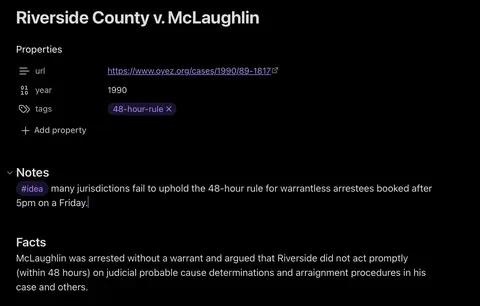 Riverside County v. McLaughlin
Properties
url https://www.oyez.org/cases/1990/89-1817
year 1990
tags 48-hour-rule ×
+ Add property
Notes
#idea many jurisdictions fail to uphold the 48-hour rule for warrantless arrestees booked after
5pm on a Friday.
Facts
McLaughlin was arrested without a warrant and argued that Riverside did not act promptly
(within 48 hours) on judicial probable cause determinations and arraignment procedures in his
case and others.